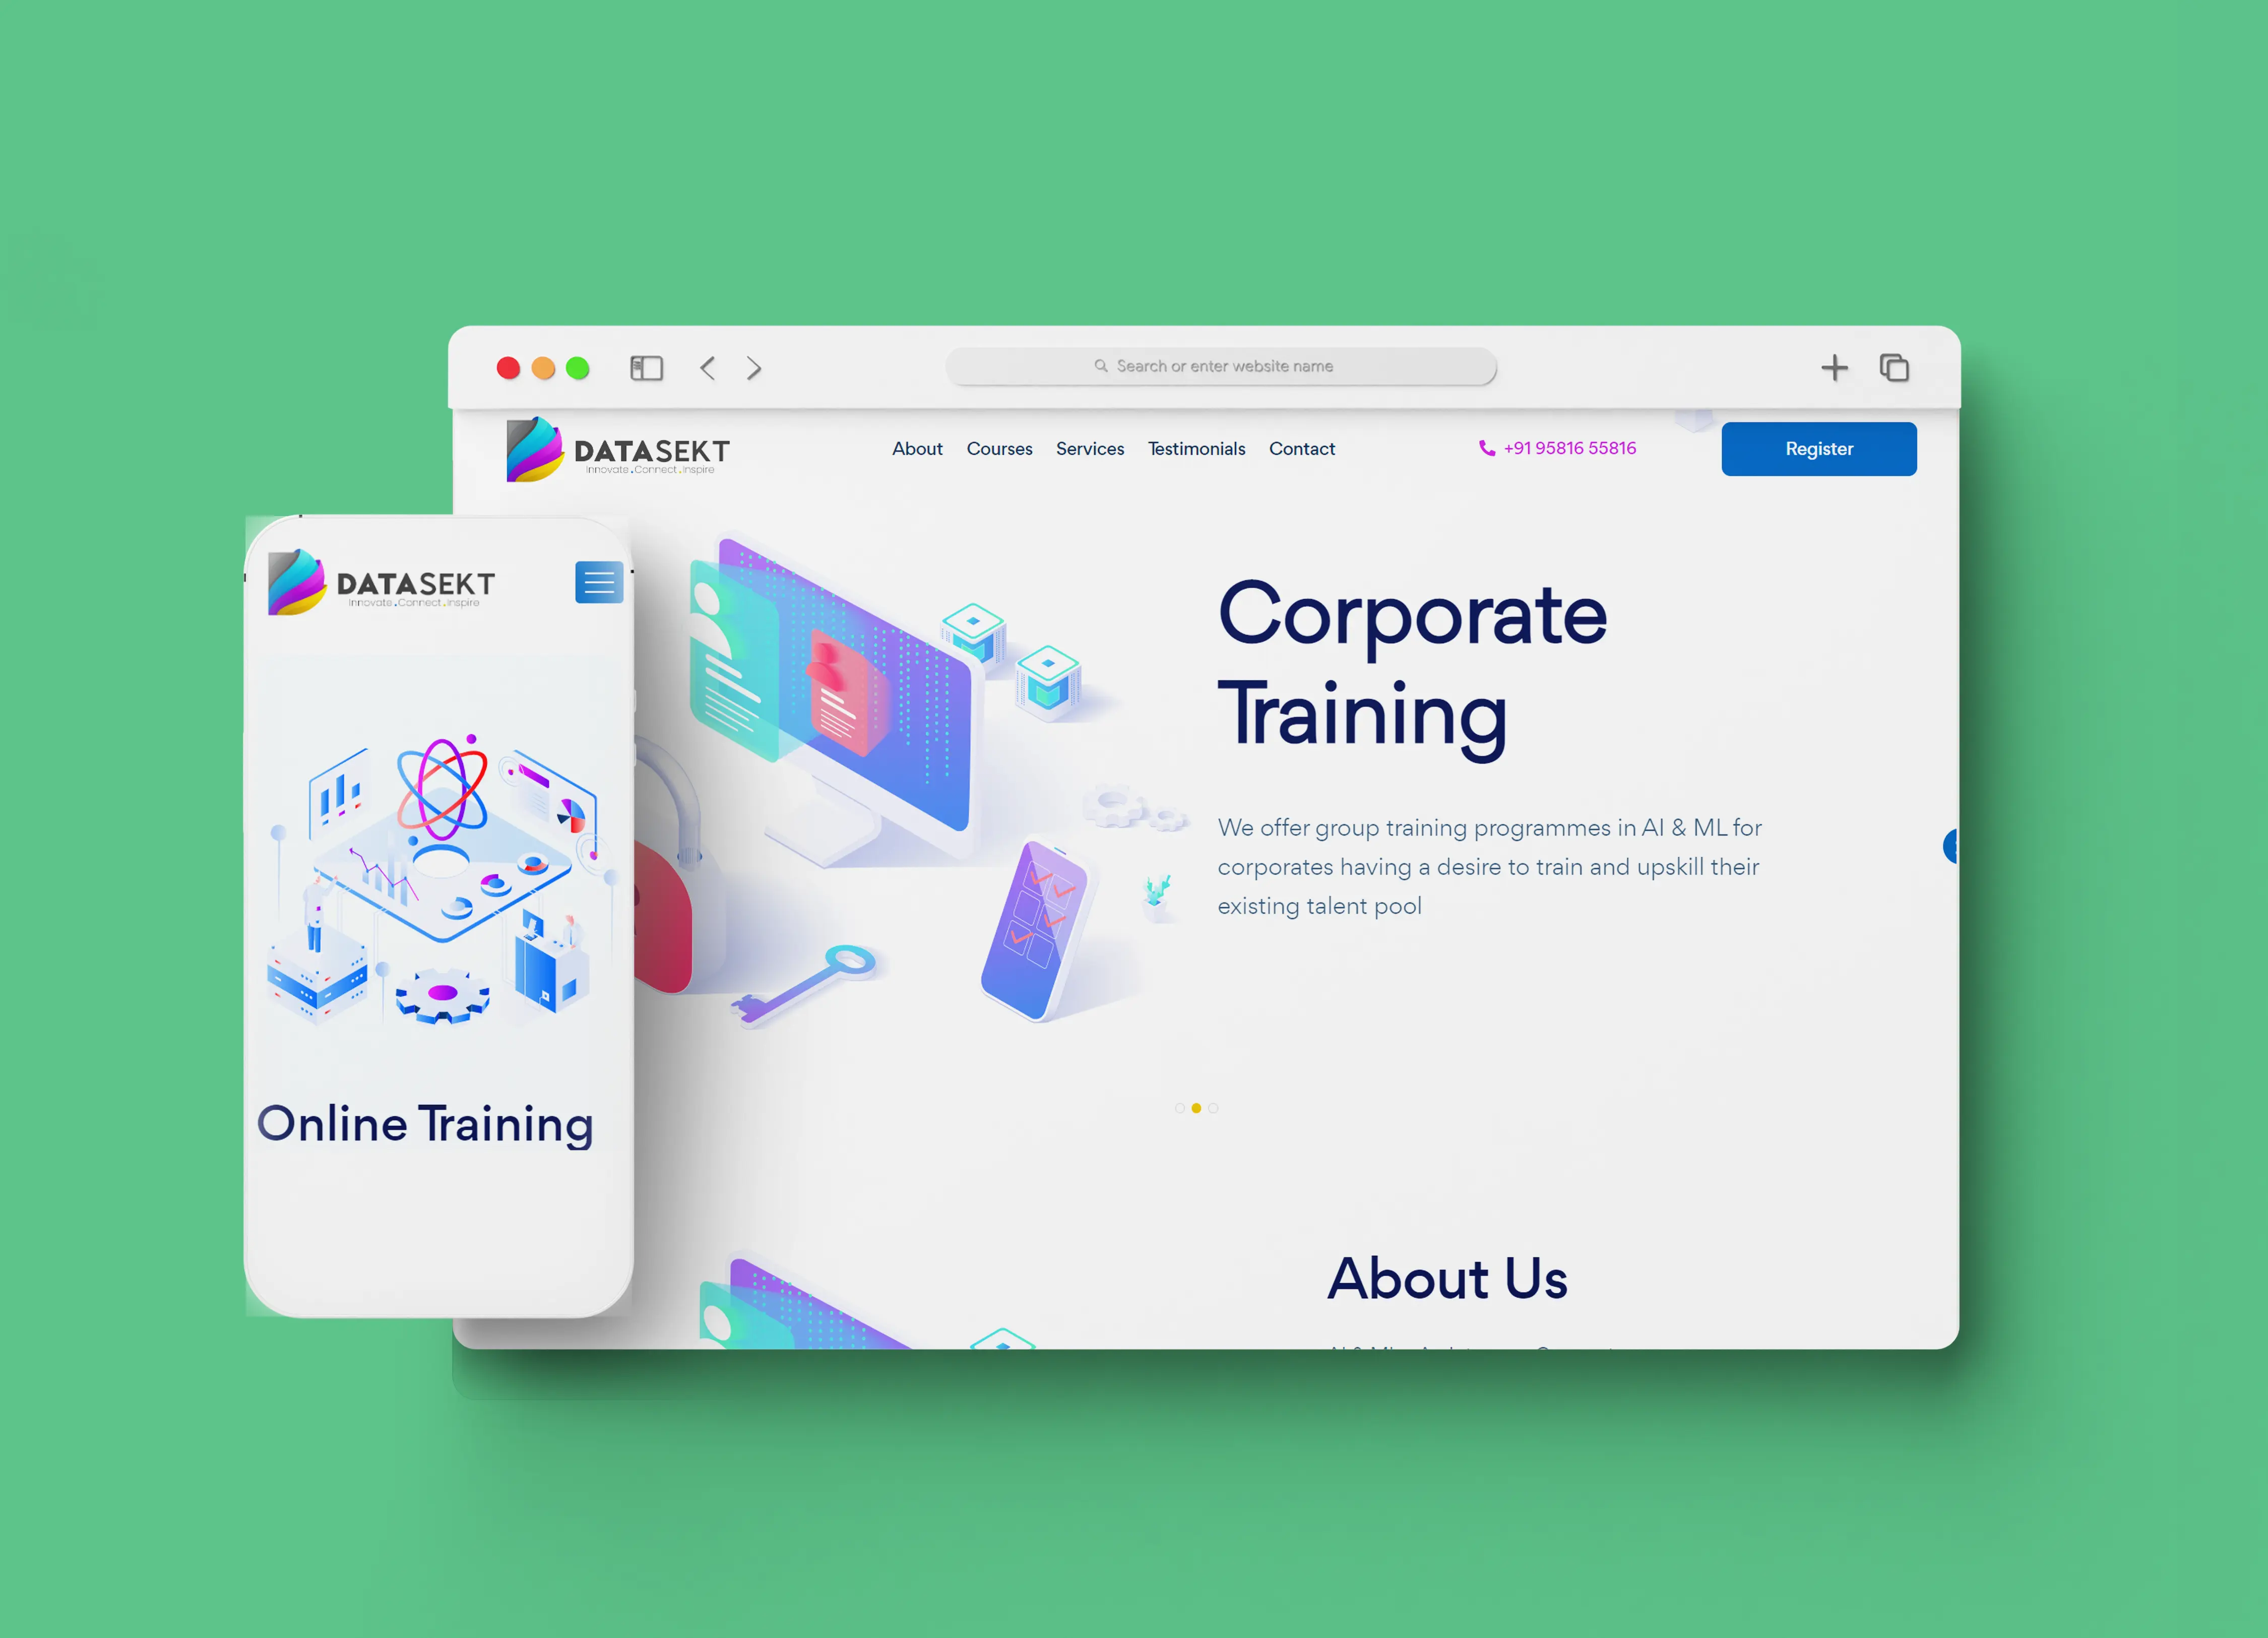 Search or enter website name
DATASEKT
Innovate.Connect.Inspire
About Courses Services Testimonials Contact
+91 95816 55816
Register
Corporate
Training
We offer group training programmes in AI & ML for
corporates having a desire to train and upskill their
existing talent pool
About Us
DATASEKT
Innovate.Connect.Inspire
Online Training